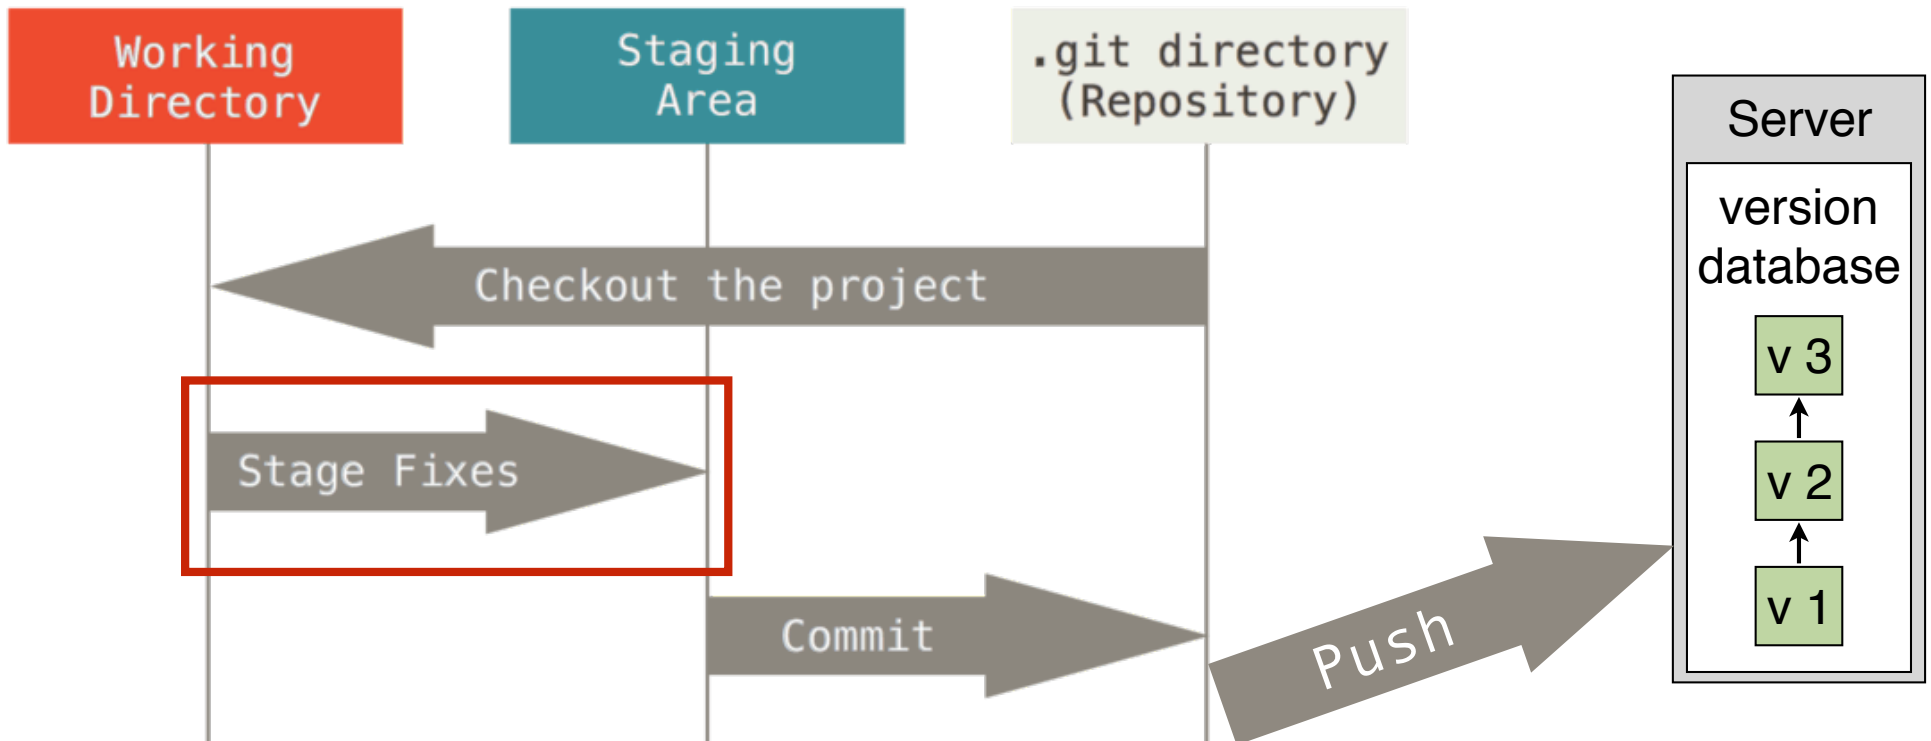 Working
Directory
Staging
Area
.git directory
(Repository)
Server
version
database
v 3
v 2
v 1
Checkout the project
Stage Fixes
Commit
Push